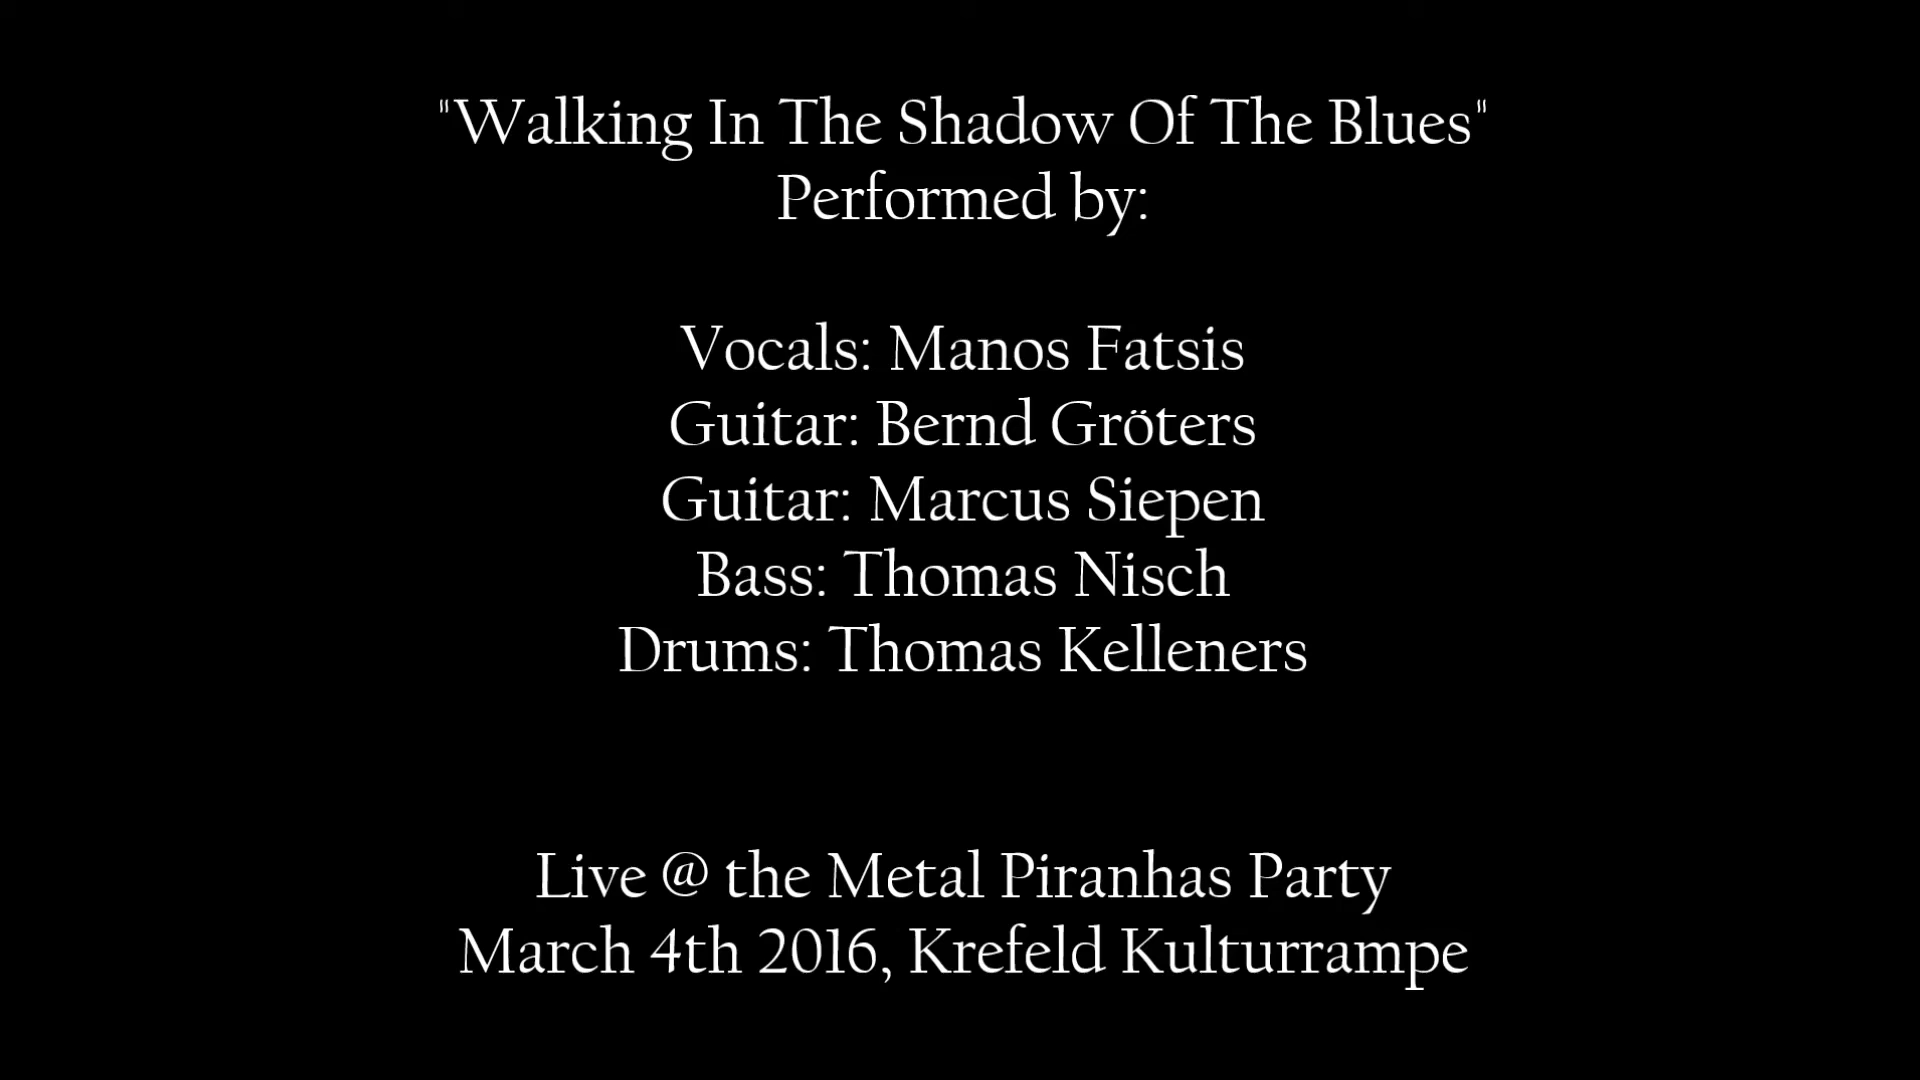 "Walking In The Shadow Of The Blues"
Performed by:
Vocals: Manos Fatsis
Guitar: Bernd Gröters
Guitar: Marcus Siepen
Bass: Thomas Nisch
Drums: Thomas Kelleners
Live @ the Metal Piranhas Party
March 4th 2016, Krefeld Kulturrampe